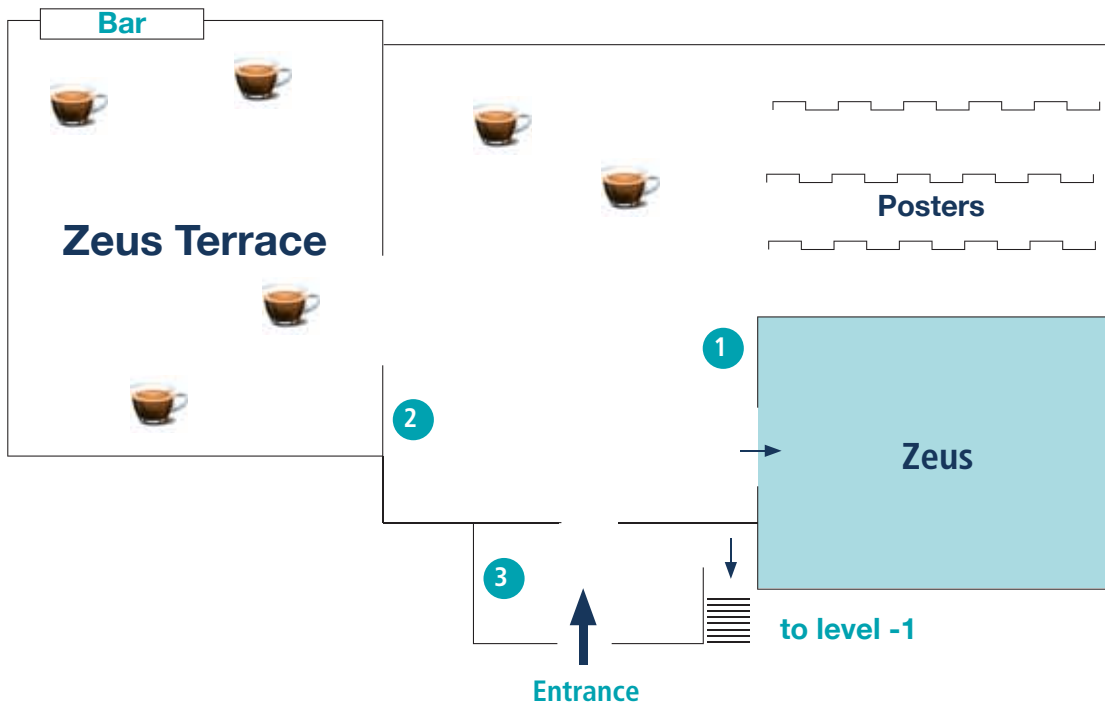 Bar
Posters
Zeus Terrace
1
2
Zeus
3
to level -1
Entrance